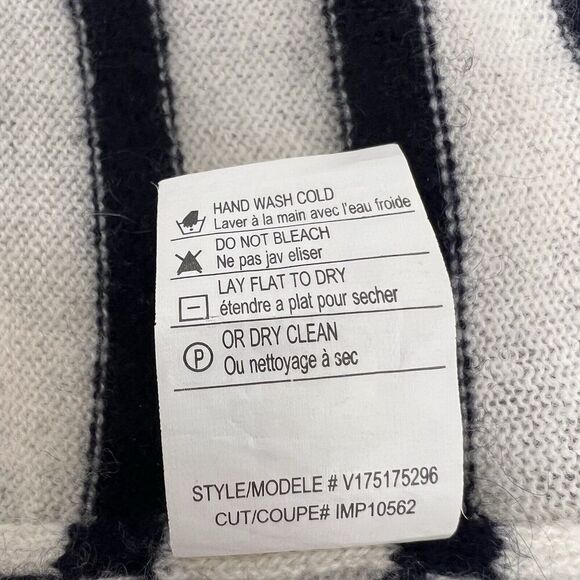 HAND WASH COLD
Laver à la main avec l'eau froide
DO NOT BLEACH
Ne pas jav eliser
LAY FLAT TO DRY
étendre a plat pour secher
P
OR DRY CLEAN
Ou nettoyage à sec
STYLE/MODELE # V175175296
CUT/COUPE# IMP10562